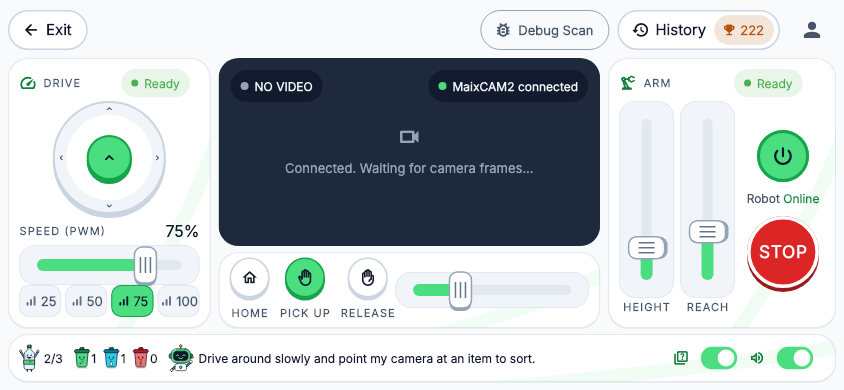 Exit
Debug Scan
History
222
DRIVE
Ready
NO VIDEO
MaixCAM2 connected
Connected. Waiting for camera frames...
ARM
Ready
Robot Online
STOP
SPEED (PWM)
75%
25
50
75
100
HOME
PICK UP
RELEASE
HEIGHT
REACH
2/3
1
1
0
Drive around slowly and point my camera at an item to sort.